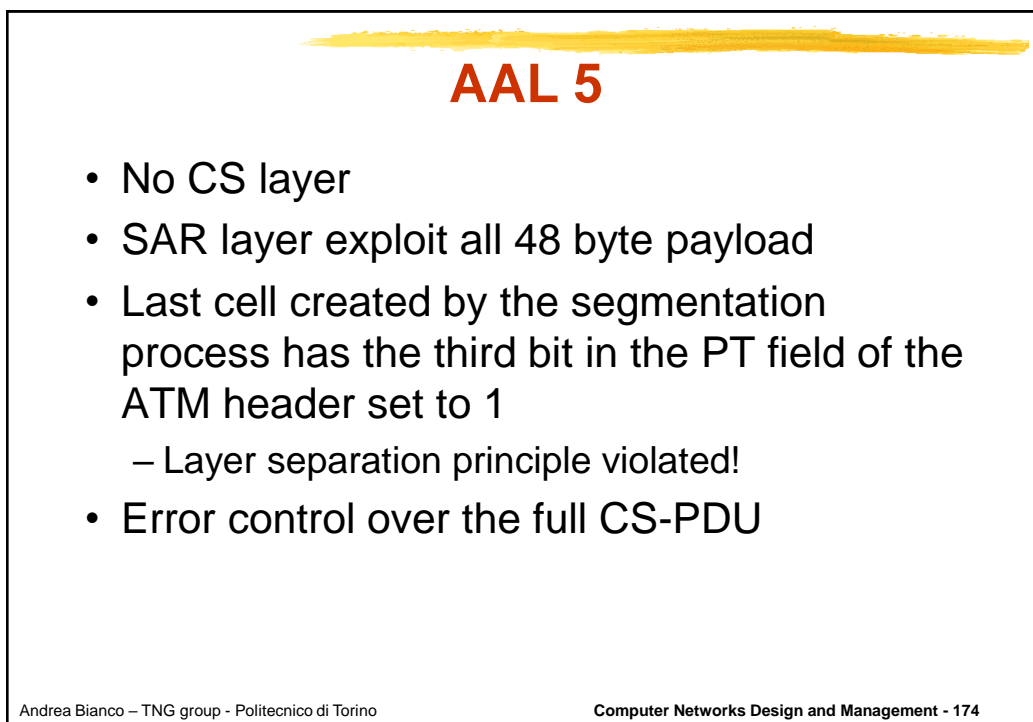 AAL 5
• No CS layer
• SAR layer exploit all 48 byte payload
• Last cell created by the segmentation
process has the third bit in the PT field of the
ATM header set to 1
– Layer separation principle violated!
• Error control over the full CS-PDU
Andrea Bianco – TNG group - Politecnico di Torino
Computer Networks Design and Management - 174